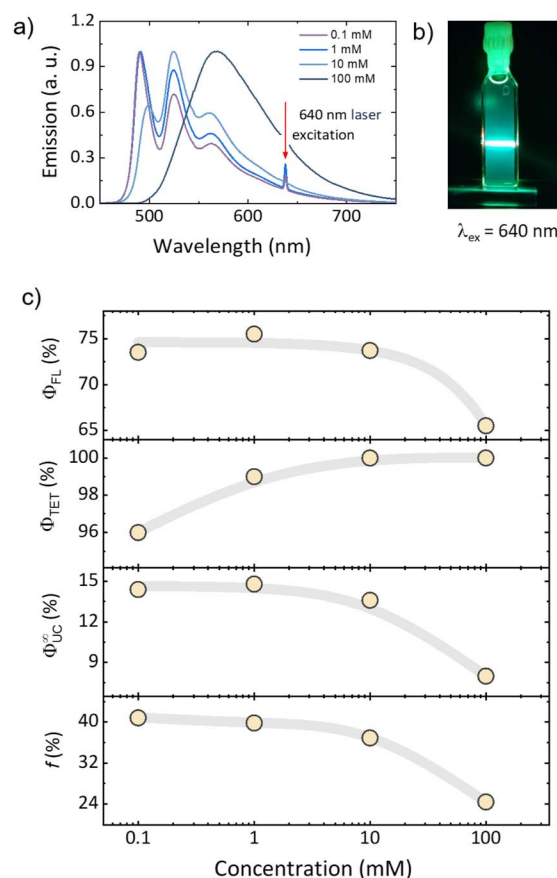 a)
Emission (a. u.)
1.2
0.9
0.6
0.3
0.0
0.1 mM
1 mM
10 mM
100 mM
640 nm laser
excitation
500
600
700
Wavelength (nm)
b)
λex = 640 nm
c)
ΦFL (%)
75
70
65
ΦTET (%)
100
98
96
Φ∞UC (%)
15
12
9
f (%)
40
32
24
0.1
1
10
100
Concentration (mM)